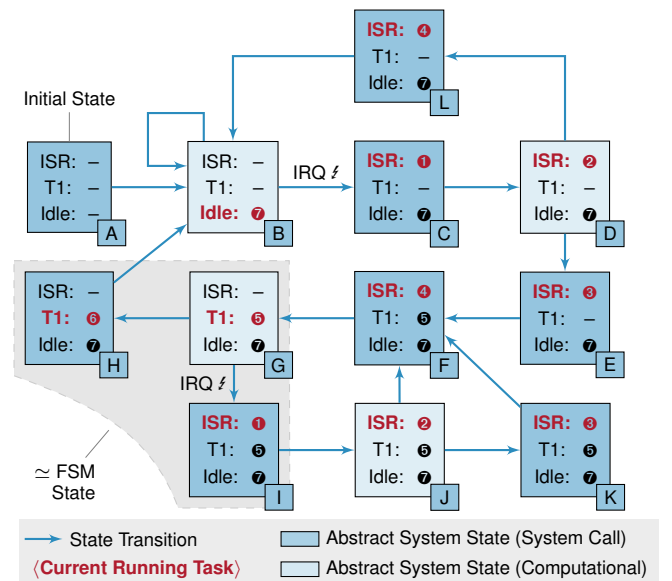 ISR: ❹
T1: –
Idle: ❼
L
Initial State
ISR: –
T1: –
Idle: –
A
ISR: –
T1: –
Idle: ❼
B
IRQ
ISR: ❶
T1: –
Idle: ❼
C
ISR: ❷
T1: –
Idle: ❼
D
ISR: –
T1: ❻
Idle: ❼
H
ISR: –
T1: ❺
Idle: ❼
G
ISR: ❹
T1: ❺
Idle: ❼
F
ISR: ❸
T1: –
Idle: ❼
E
IRQ
ISR: ❶
T1: ❺
Idle: ❼
I
ISR: ❷
T1: ❺
Idle: ❼
J
ISR: ❸
T1: ❺
Idle: ❼
K
≃ FSM
State
State Transition
Abstract System State (System Call)
⟨Current Running Task⟩
Abstract System State (Computational)